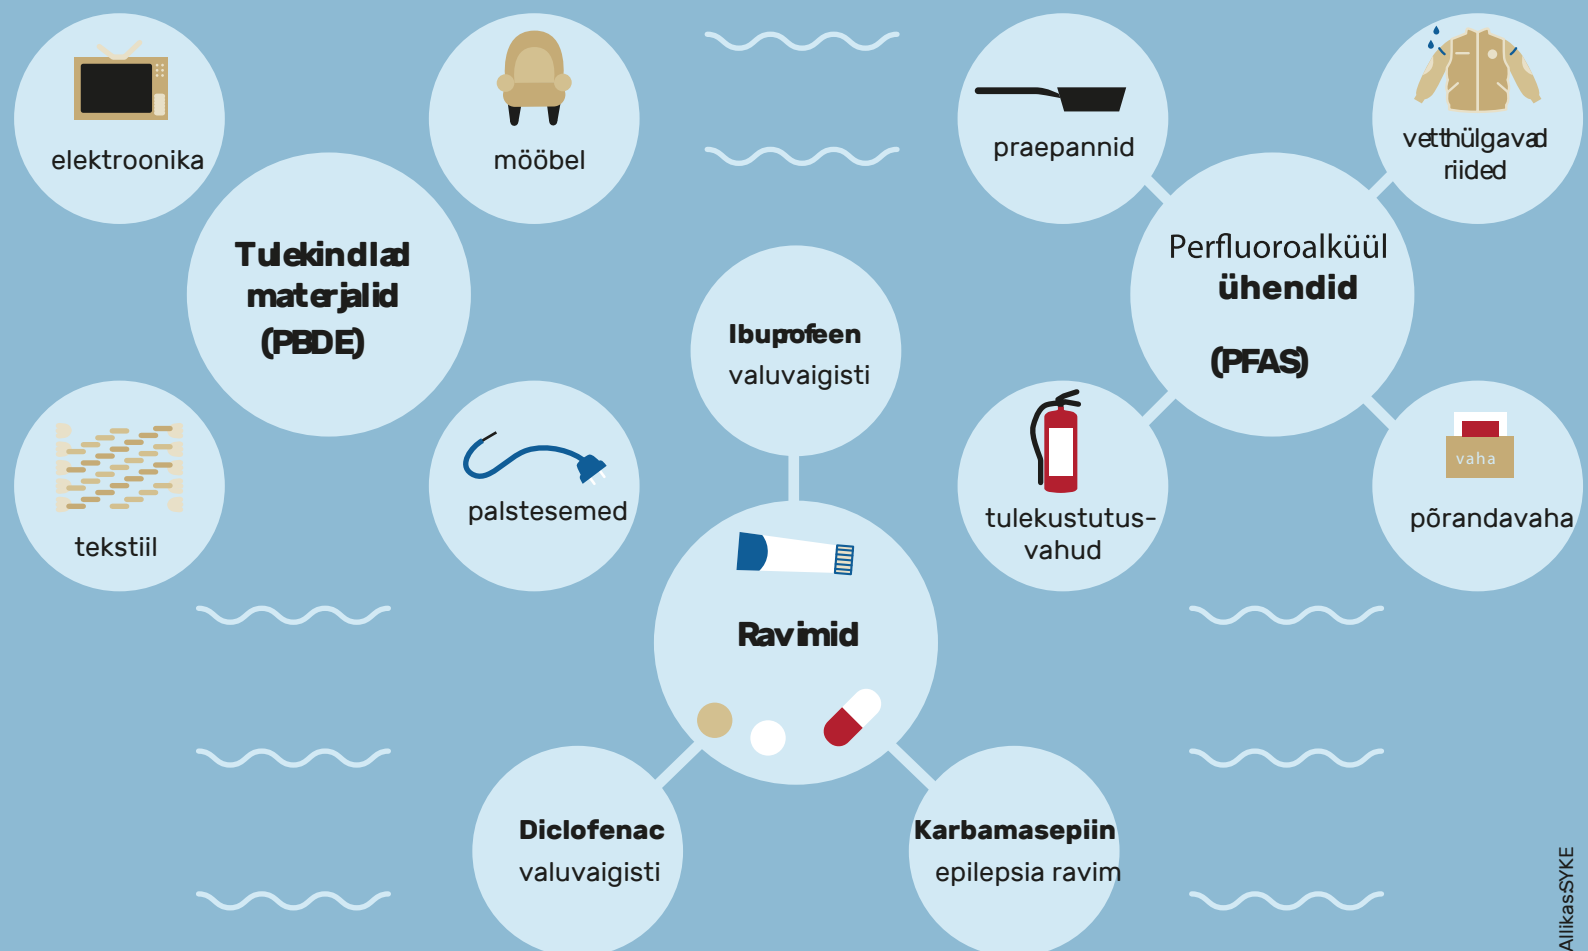 elektroonika
mööbel
Tulekindlad
materjalid
(PBDE)
tekstiil
palstesemed
praepannid
vetthülgavad
riided
Perfluoroalküül
ühendid
(PFAS)
tulekustutus-
vahud
vaha
põrandavaha
Ibuprofeen
valuvaigisti
Ravimid
Diclofenac
valuvaigisti
Karbamasepiin
epilepsia ravim
Allikas:SYKE